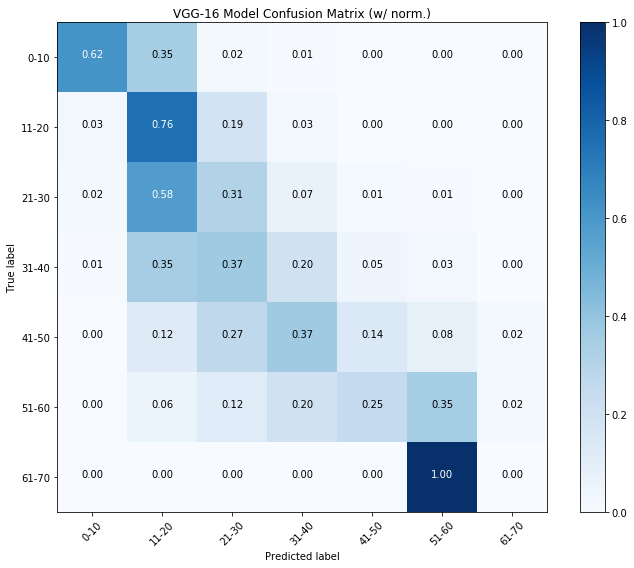 VGG-16 Model Confusion Matrix (w/ norm.)
True label
0-10 0.62 0.35 0.02 0.01 0.00 0.00 0.00
11-20 0.03 0.76 0.19 0.03 0.00 0.00 0.00
21-30 0.02 0.58 0.31 0.07 0.01 0.01 0.00
31-40 0.01 0.35 0.37 0.20 0.05 0.03 0.00
41-50 0.00 0.12 0.27 0.37 0.14 0.08 0.02
51-60 0.00 0.06 0.12 0.20 0.25 0.35 0.02
61-70 0.00 0.00 0.00 0.00 0.00 1.00 0.00
0-10 11-20 21-30 31-40 41-50 51-60 61-70
Predicted label
1.0
0.8
0.6
0.4
0.2
0.0